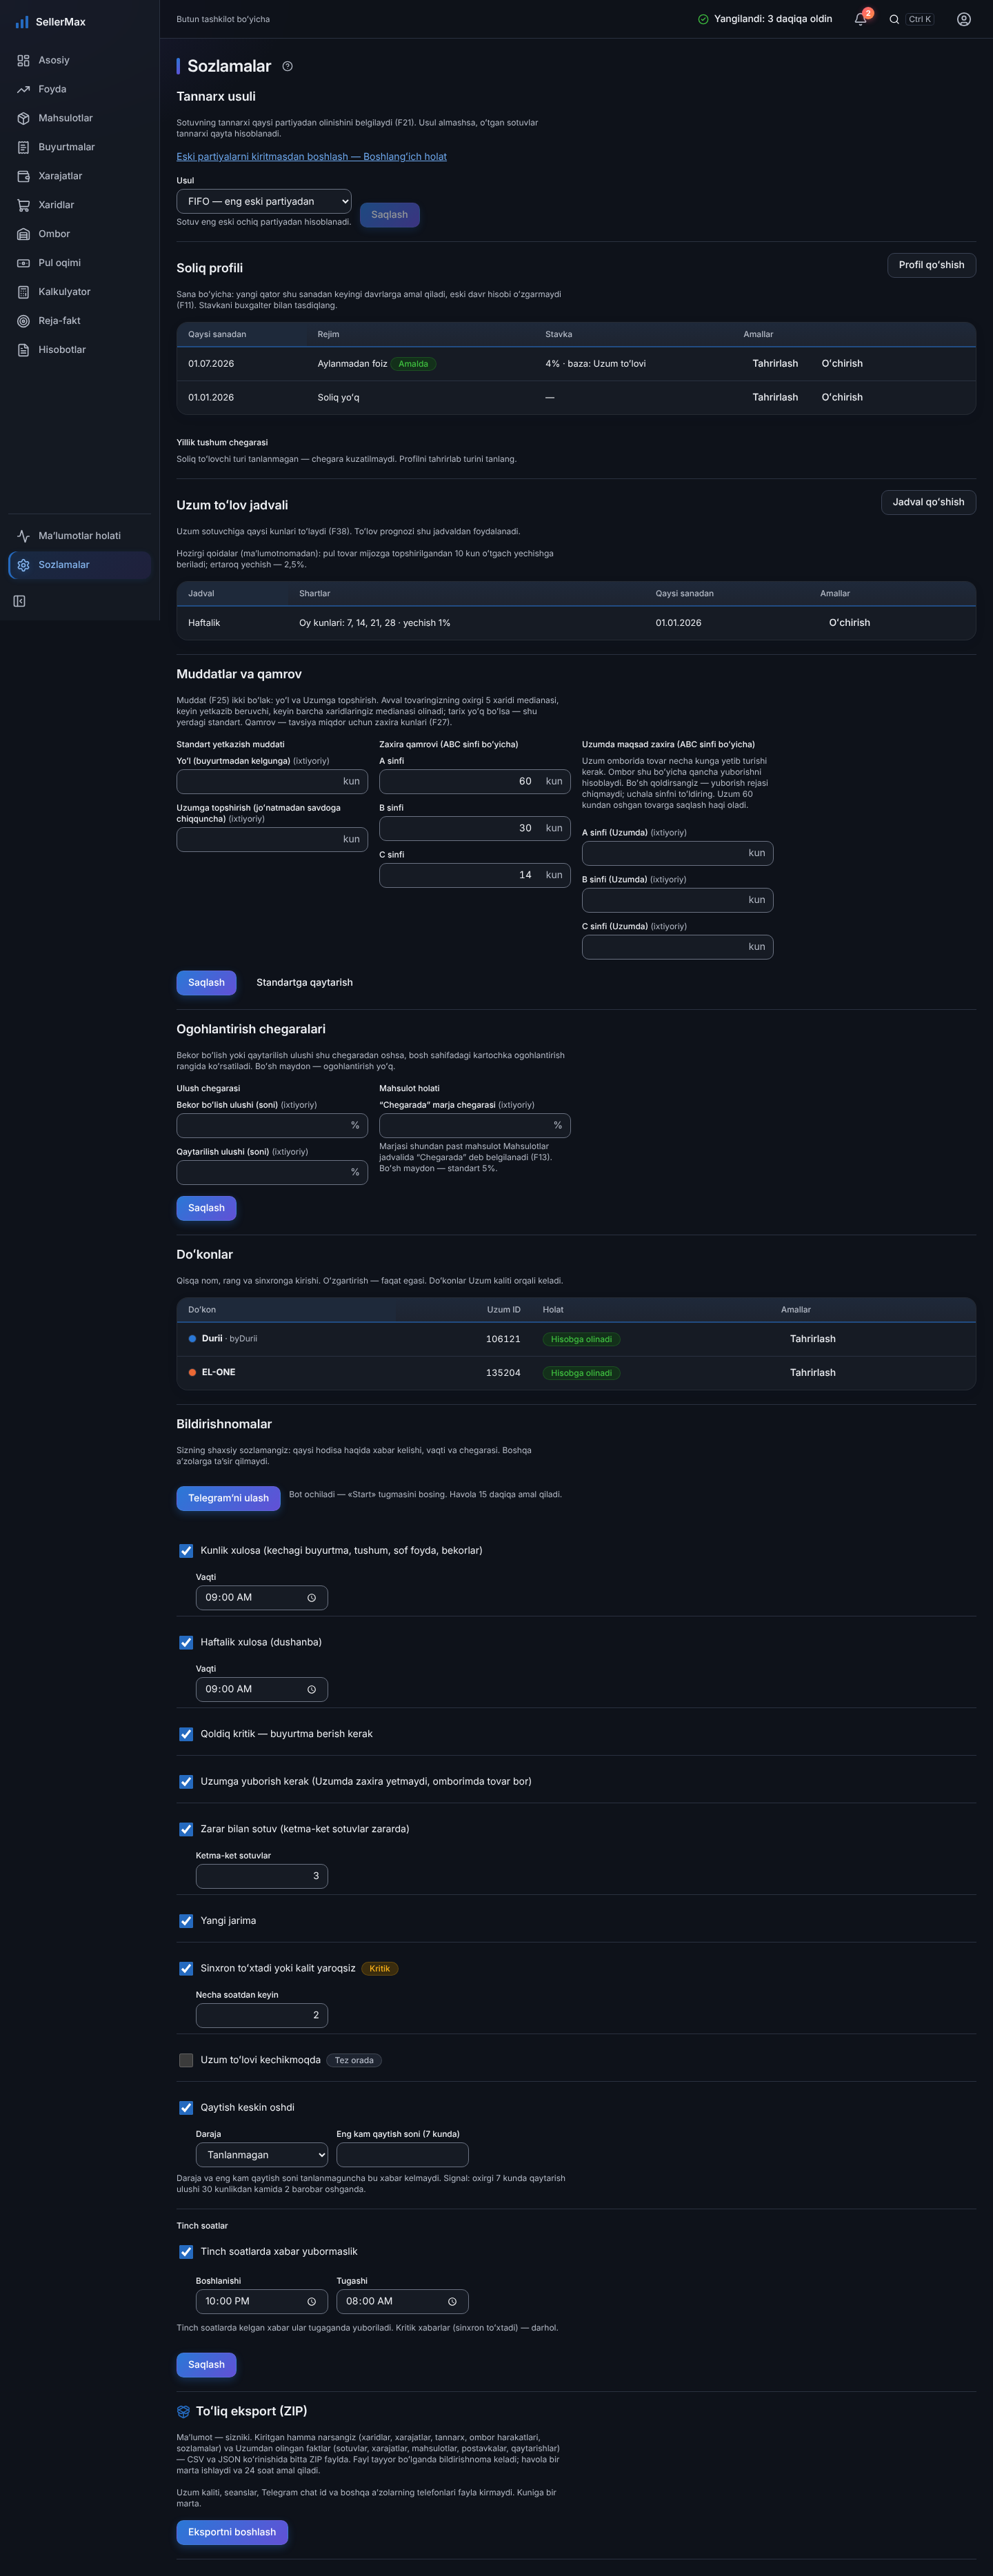 SellerMax
Asosiy
Foyda
Mahsulotlar
Buyurtmalar
Xarajatlar
Xaridlar
Ombor
Pul oqimi
Kalkulyator
Reja-fakt
Hisobotlar
Ma'lumotlar holati
Sozlamalar
Butun tashkilot bo'yicha
Yangilandi: 3 daqiqa oldin
2
Ctrl K
Sozlamalar
Tannarx usuli
Sotuvning tannarxi qaysi partiyadan olinishini belgilaydi (F21). Usul almashsa, o'tgan sotuvlar
tannarxi qayta hisoblanadi.
Eski partiyalarni kiritmasdan boshlash — Boshlang'ich holat
Usul
FIFO — eng eski partiyadan
Saqlash
Sotuv eng eski ochiq partiyadan hisoblanadi.
Soliq profili
Profil qo'shish
Sana bo'yicha: yangi qator shu sanadan keyingi davrlarga amal qiladi, eski davr hisobi o'zgarmaydi
(F11). Stavkani buxgalter bilan tasdiqlang.
Qaysi sanadan Rejim Stavka Amallar
01.07.2026 Aylanmadan foiz Amalda 4% · baza: Uzum to'lovi Tahrirlash O'chirish
01.01.2026 Soliq yo'q — Tahrirlash O'chirish
Yillik tushum chegarasi
Soliq to'lovchi turi tanlanmagan — chegara kuzatilmaydi. Profilni tahrirlab turini tanlang.
Uzum to'lov jadvali
Jadval qo'shish
Uzum sotuvchiga qaysi kunlari to'laydi (F38). To'lov prognozi shu jadvaldan foydalanadi.
Hozirgi qoidalar (ma'lumotnomadan): pul tovar mijozga topshirilgandan 10 kun o'tgach yechishga
beriladi; ertaroq yechish — 2,5%.
Jadval Shartlar Qaysi sanadan Amallar
Haftalik Oy kunlari: 7, 14, 21, 28 · yechish 1% 01.01.2026 O'chirish
Muddatlar va qamrov
Muddat (F25) ikki bo'lak: yo'l va Uzumga topshirish. Avval tovaringizning oxirgi 5 xaridi medianasi,
keyin yetkazib beruvchi, keyin barcha xaridlaringiz medianasi olinadi; tarix yo'q bo'lsa — shu
yerdagi standart. Qamrov — tavsiya miqdor uchun zaxira kunlari (F27).
Standart yetkazish muddati
Yo'l (buyurtmadan kelgunga) (ixtiyoriy)
kun
Uzumga topshirish (jo'natmadan savdoga
chiqquncha) (ixtiyoriy)
kun
Zaxira qamrovi (ABC sinfi bo'yicha)
A sinfi
60 kun
B sinfi
30 kun
C sinfi
14 kun
Uzumda maqsad zaxira (ABC sinfi bo'yicha)
Uzum omborida tovar necha kunga yetib turishi
kerak. Ombor shu bo'yicha qancha yuborishni
hisoblaydi. Bo'sh qoldirsangiz — yuborish rejasi
chiqmaydi; uchala sinfni to'ldiring. Uzum 60
kundan oshgan tovarga saqlash haqi oladi.
A sinfi (Uzumda) (ixtiyoriy)
kun
B sinfi (Uzumda) (ixtiyoriy)
kun
C sinfi (Uzumda) (ixtiyoriy)
kun
Saqlash
Standartga qaytarish
Ogohlantirish chegaralari
Bekor bo'lish yoki qaytarilish ulushi shu chegaradan oshsa, bosh sahifadagi kartochka ogohlantirish
rangida ko'rsatiladi. Bo'sh maydon — ogohlantirish yo'q.
Ulush chegarasi
Bekor bo'lish ulushi (soni) (ixtiyoriy)
%
Qaytarilish ulushi (soni) (ixtiyoriy)
%
Mahsulot holati
"Chegarada" marja chegarasi (ixtiyoriy)
%
Marjasi shundan past mahsulot Mahsulotlar
jadvalida "Chegarada" deb belgilanadi (F13).
Bo'sh maydon — standart 5%.
Saqlash
Do'konlar
Qisqa nom, rang va sinxronga kirishi. O'zgartirish — faqat egasi. Do'konlar Uzum kaliti orqali keladi.
Do'kon Uzum ID Holat Amallar
Durii · byDurii 106121 Hisobga olinadi Tahrirlash
EL-ONE 135204 Hisobga olinadi Tahrirlash
Bildirishnomalar
Sizning shaxsiy sozlamangiz: qaysi hodisa haqida xabar kelishi, vaqti va chegarasi. Boshqa
a'zolarga ta'sir qilmaydi.
Telegram'ni ulash
Bot ochiladi — «Start» tugmasini bosing. Havola 15 daqiqa amal qiladi.
Kunlik xulosa (kechagi buyurtma, tushum, sof foyda, bekorlar)
Vaqti
09:00 AM
Haftalik xulosa (dushanba)
Vaqti
09:00 AM
Qoldiq kritik — buyurtma berish kerak
Uzumga yuborish kerak (Uzumda zaxira yetmaydi, omborimda tovar bor)
Zarar bilan sotuv (ketma-ket sotuvlar zararda)
Ketma-ket sotuvlar
3
Yangi jarima
Sinxron to'xtadi yoki kalit yaroqsiz Kritik
Necha soatdan keyin
2
Uzum to'lovi kechikmoqda Tez orada
Qaytish keskin oshdi
Daraja Eng kam qaytish soni (7 kunda)
Tanlanmagan
Daraja va eng kam qaytish soni tanlanmaguncha bu xabar kelmaydi. Signal: oxirgi 7 kunda qaytarish
ulushi 30 kunlikdan kamida 2 barobar oshganda.
Tinch soatlar
Tinch soatlarda xabar yubormaslik
Boshlanishi Tugashi
10:00 PM 08:00 AM
Tinch soatlarda kelgan xabar ular tugaganda yuboriladi. Kritik xabarlar (sinxron to'xtadi) — darhol.
Saqlash
To'liq eksport (ZIP)
Ma'lumot — sizniki. Kiritgan hamma narsangiz (xaridlar, xarajatlar, tannarx, ombor harakatlari,
sozlamalar) va Uzumdan olingan faktlar (sotuvlar, xarajatlar, mahsulotlar, postavkalar, qaytarishlar)
— CSV va JSON ko'rinishida bitta ZIP faylda. Fayl tayyor bo'lganda bildirishnoma keladi; havola bir
marta ishlaydi va 24 soat amal qiladi.
Uzum kaliti, seanslar, Telegram chat id va boshqa a'zolarning telefonlari faylga kirmaydi. Kuniga bir
marta.
Eksportni boshlash